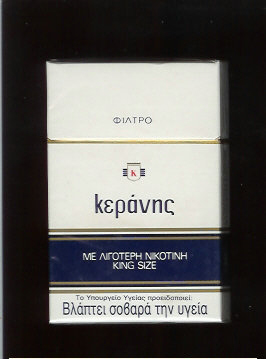 ΦΙΛΤΡΟ
K
κεράνης
ΜΕ ΛΙΓΟΤΕΡΗ ΝΙΚΟΤΙΝΗ
KING SIZE
Το Υπουργείο Υγείας προειδοποιεί:
Βλάπτει σοβαρά την υγεία